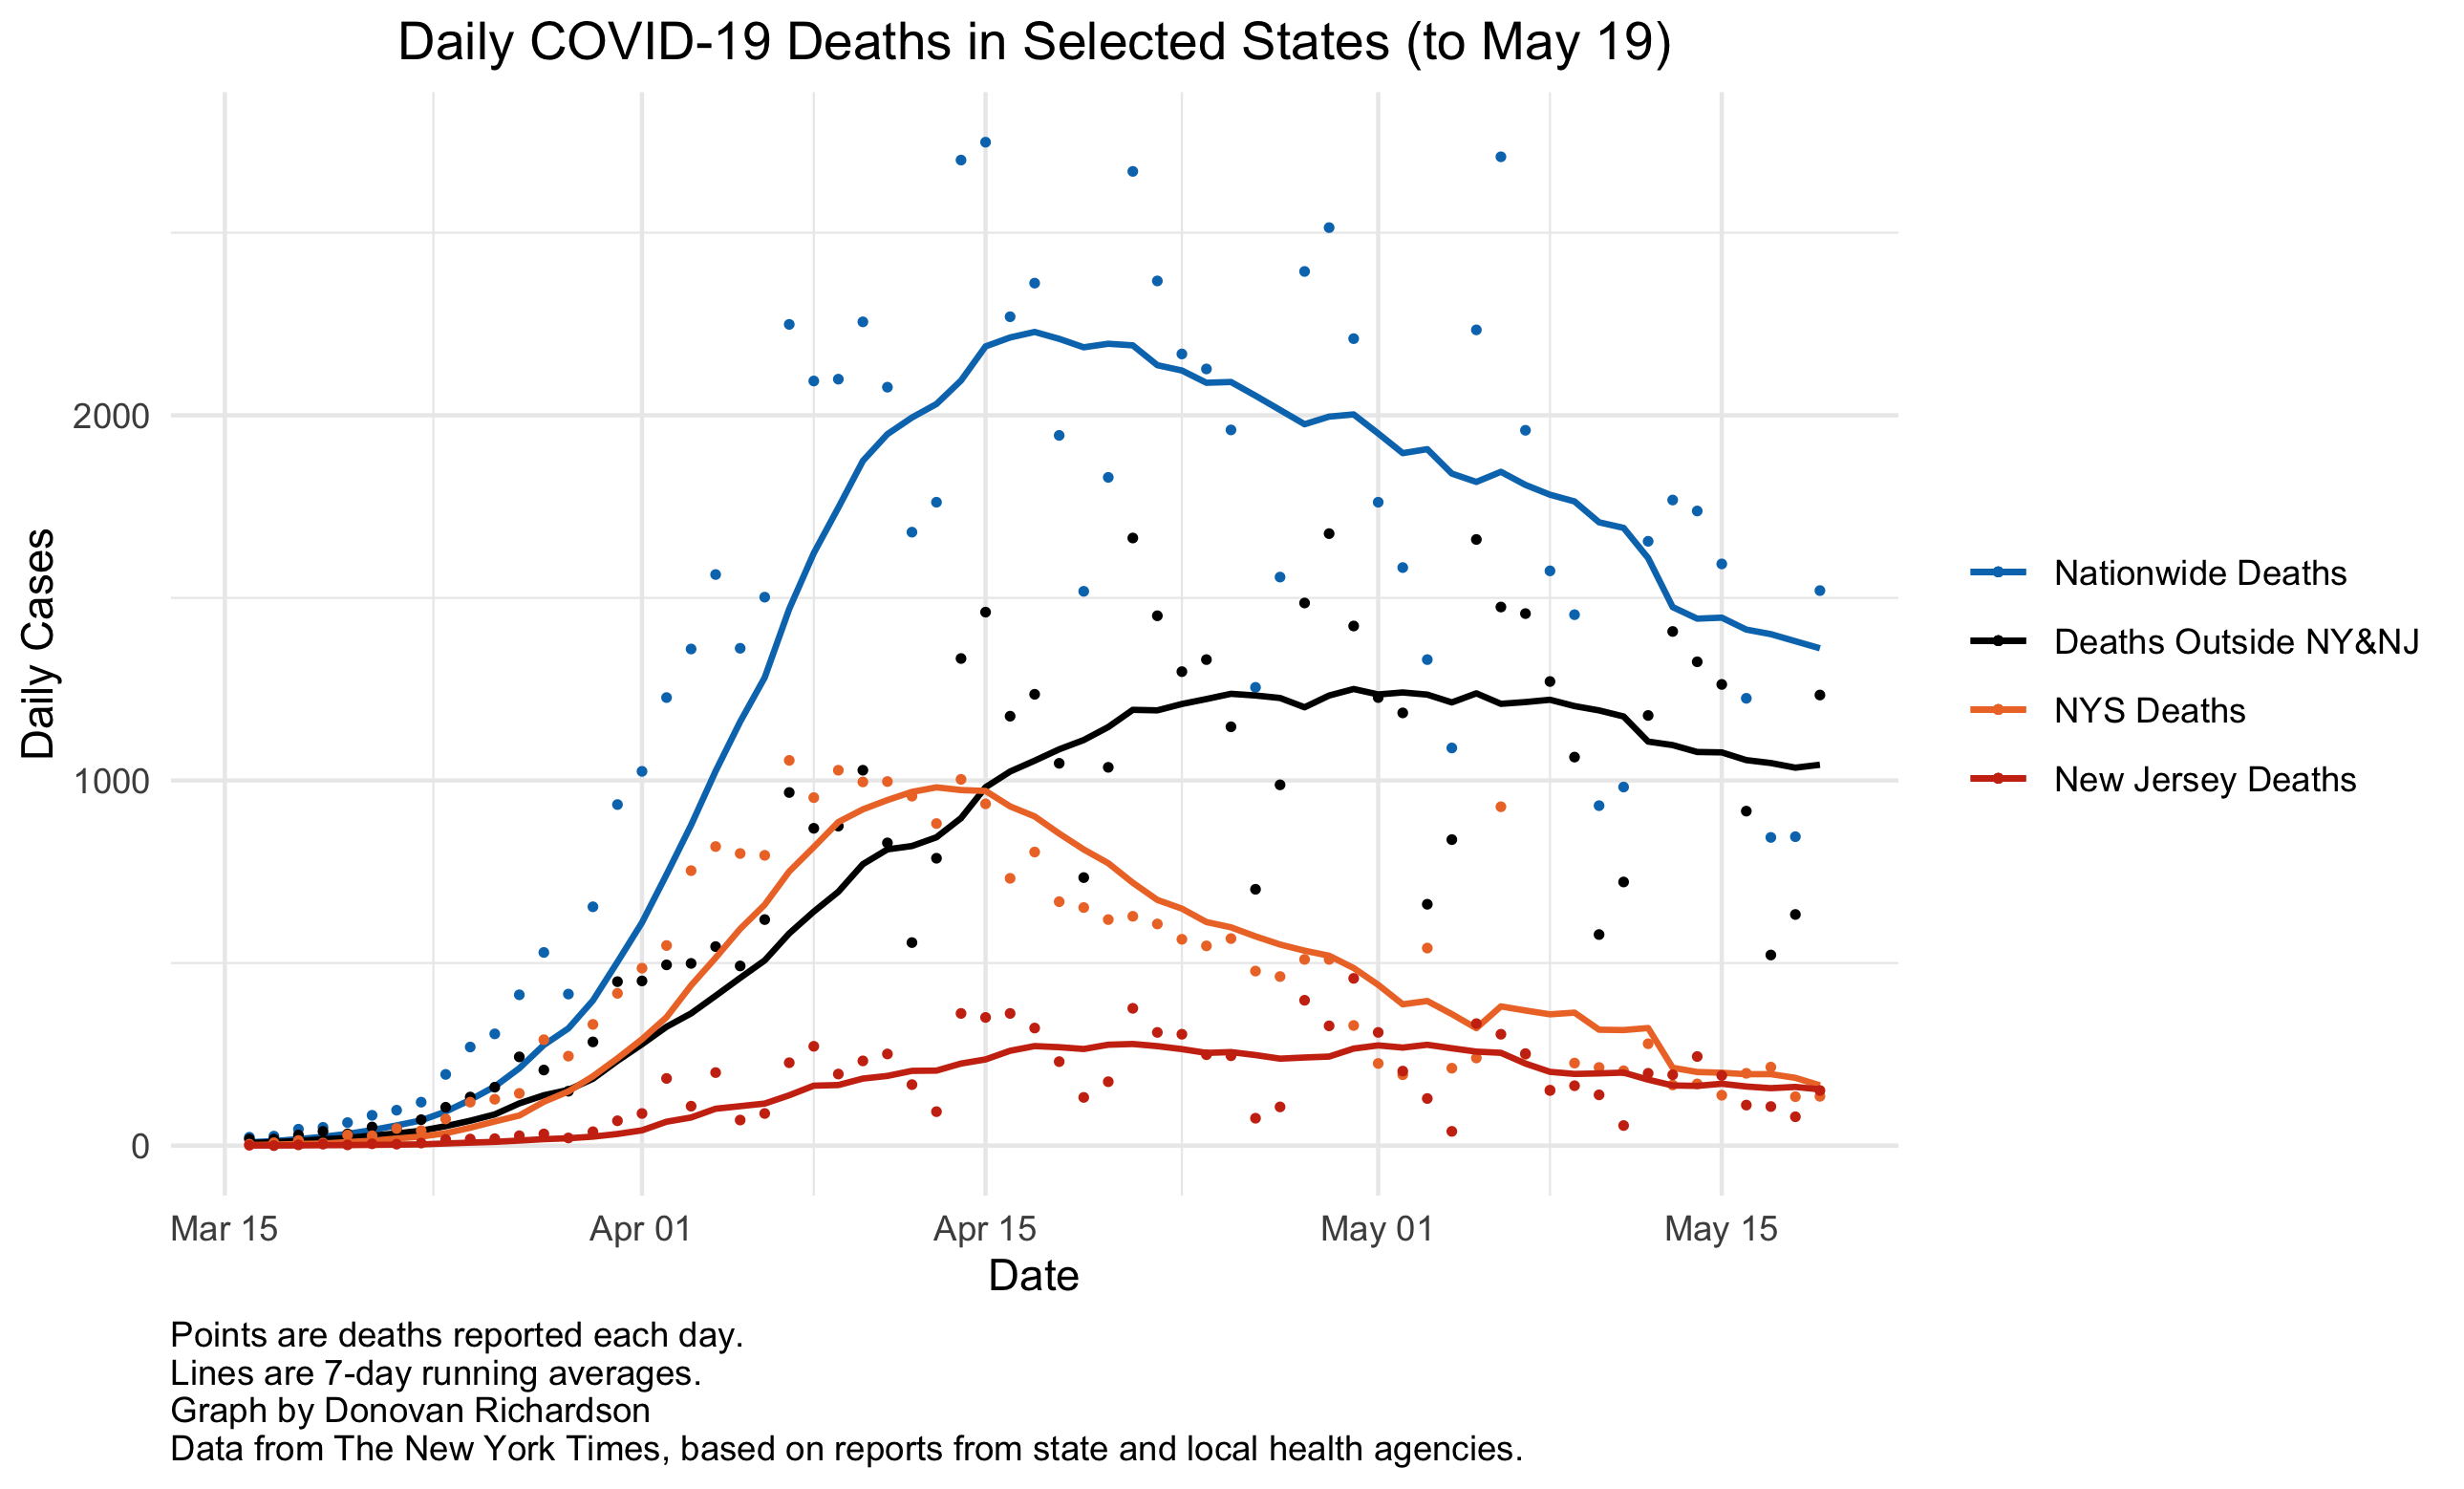 Daily COVID-19 Deaths in Selected States (to May 19)
Daily Cases
2000
1000
0
Mar 15
Apr 01
Apr 15
May 01
May 15
Date
Nationwide Deaths
Deaths Outside NY&NJ
NYS Deaths
New Jersey Deaths
Points are deaths reported each day.
Lines are 7-day running averages.
Graph by Donovan Richardson
Data from The New York Times, based on reports from state and local health agencies.